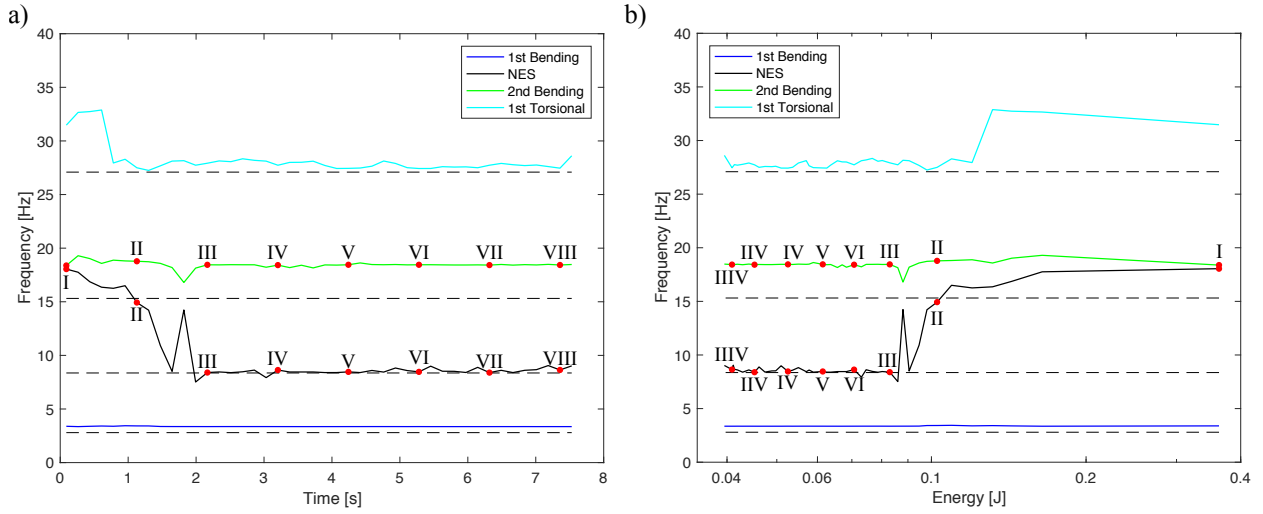 a)
40
35
30
25
20
15
10
5
0
Frequency [Hz]
1st Bending
NES
2nd Bending
1st Torsional
II III IV V VI VII VIII
I
II
III IV V VI VII VIII
0 1 2 3 4 5 6 7 8
Time [s]
b)
40
35
30
25
20
15
10
5
0
Frequency [Hz]
1st Bending
NES
2nd Bending
1st Torsional
IIV IV V VI III II I
IIIV
II
IIIV III
IIV IV V VI
0.04 0.06 0.1 0.2 0.4
Energy [J]